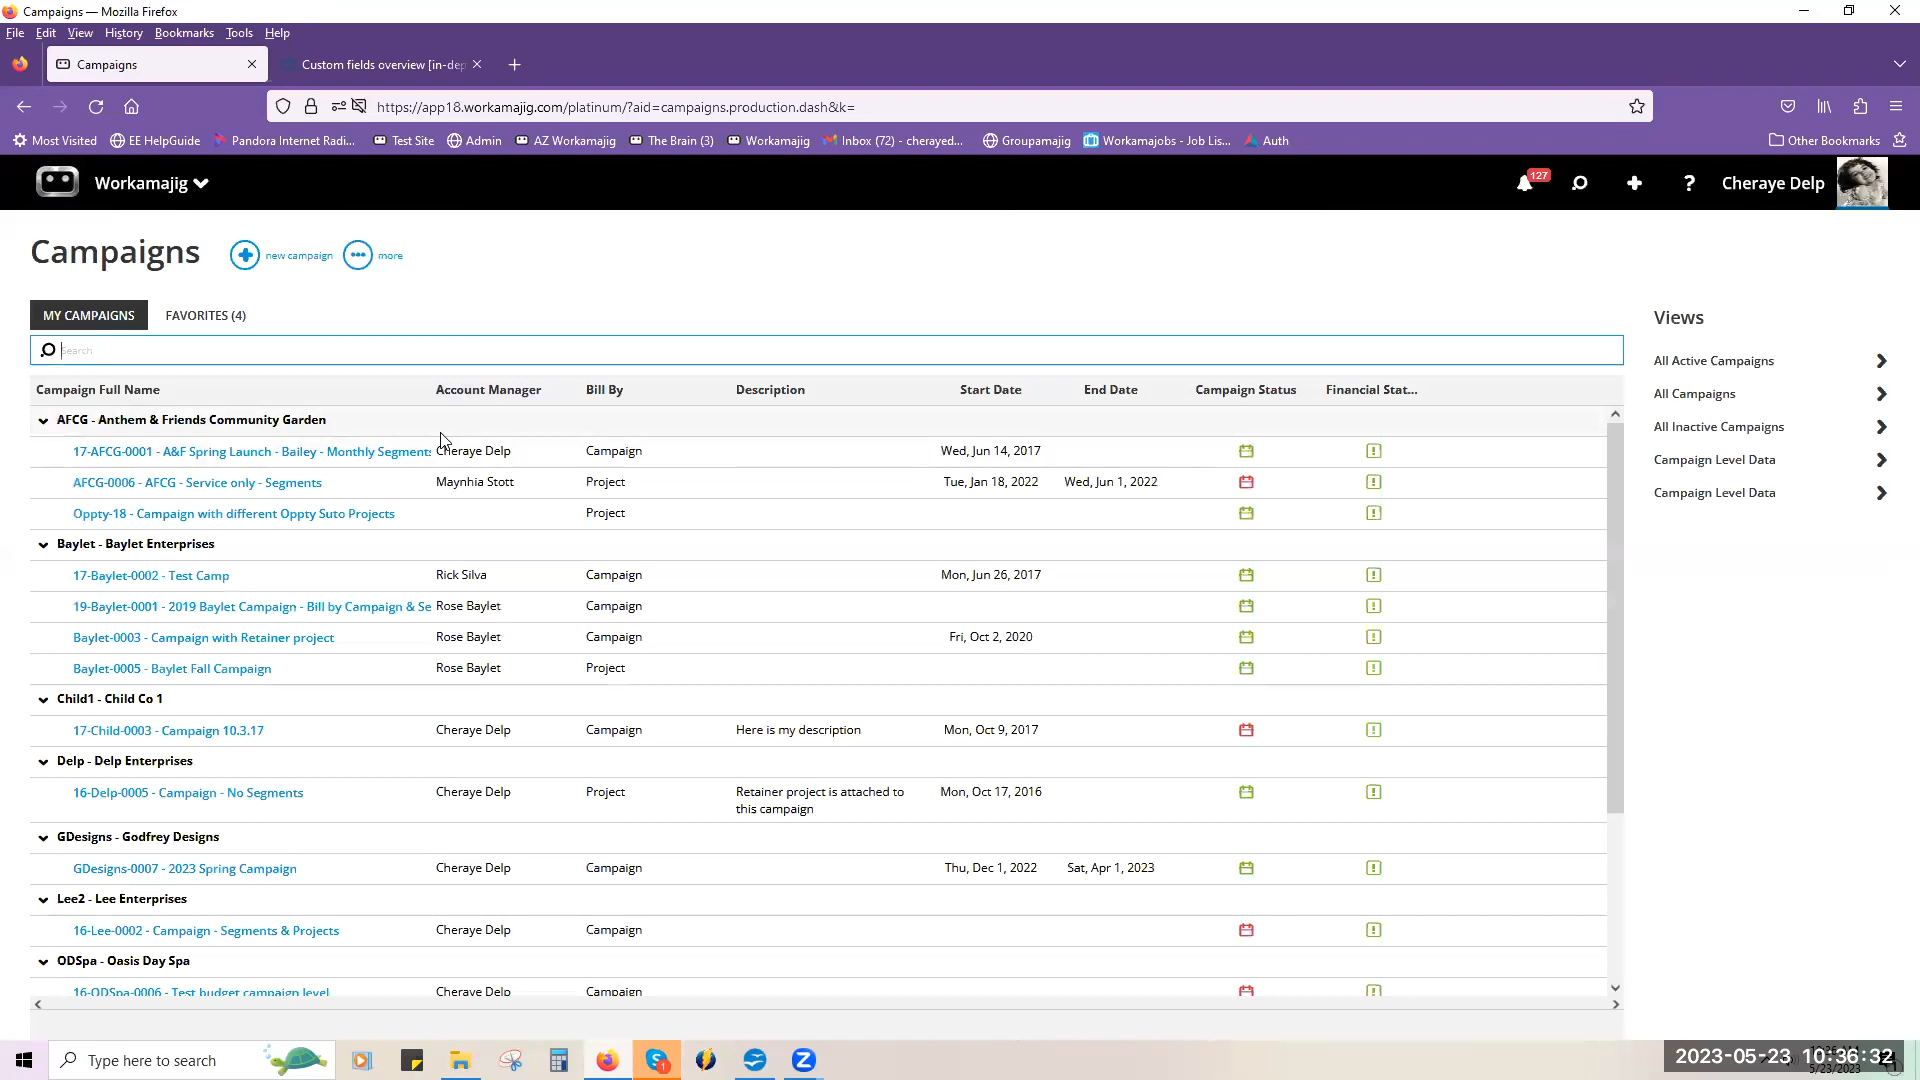 Campaigns — Mozilla Firefox
File Edit View History Bookmarks Tools Help
Campaigns
Custom fields overview [in-dep
https://app18.workamajig.com/platinum/?aid=campaigns.production.dash&k=
Most Visited EE HelpGuide Pandora Internet Radi... Test Site Admin AZ Workamajig The Brain (3) Workamajig Inbox (72) - cherayed... Groupamajig Workamajobs - Job Lis... Auth Other Bookmarks
Workamajig 127 ? Cheraye Delp
Campaigns new campaign more
MY CAMPAIGNS FAVORITES (4)
Search
Campaign Full Name Account Manager Bill By Description Start Date End Date Campaign Status Financial Stat...
AFCG - Anthem & Friends Community Garden
17-AFCG-0001 - A&F Spring Launch - Bailey - Monthly Segments Cheraye Delp Campaign Wed, Jun 14, 2017
AFCG-0006 - AFCG - Service only - Segments Maynhia Stott Project Tue, Jan 18, 2022 Wed, Jun 1, 2022
Oppty-18 - Campaign with different Oppty Suto Projects Project
Baylet - Baylet Enterprises
17-Baylet-0002 - Test Camp Rick Silva Campaign Mon, Jun 26, 2017
19-Baylet-0001 - 2019 Baylet Campaign - Bill by Campaign & Se Rose Baylet Campaign
Baylet-0003 - Campaign with Retainer project Rose Baylet Campaign Fri, Oct 2, 2020
Baylet-0005 - Baylet Fall Campaign Rose Baylet Project
Child1 - Child Co 1
17-Child-0003 - Campaign 10.3.17 Cheraye Delp Campaign Here is my description Mon, Oct 9, 2017
Delp - Delp Enterprises
16-Delp-0005 - Campaign - No Segments Cheraye Delp Project Retainer project is attached to Mon, Oct 17, 2016
this campaign
GDesigns - Godfrey Designs
GDesigns-0007 - 2023 Spring Campaign Cheraye Delp Campaign Thu, Dec 1, 2022 Sat, Apr 1, 2023
Lee2 - Lee Enterprises
16-Lee-0002 - Campaign - Segments & Projects Cheraye Delp Campaign
ODSpa - Oasis Day Spa
16-ODSpa-0006 - Test budget campaign level Cheraye Delp Campaign
Views
All Active Campaigns
All Campaigns
All Inactive Campaigns
Campaign Level Data
Campaign Level Data
Type here to search
2023-05-23 10:36:32
5/23/2023